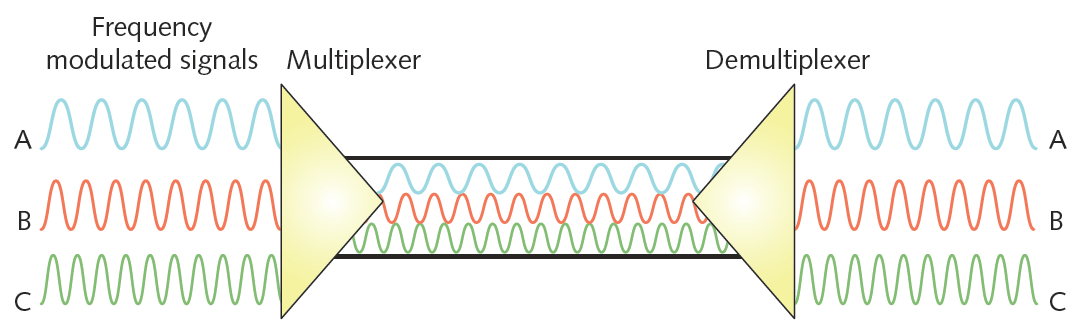 Frequency
modulated signals
Multiplexer
Demultiplexer
A
A
B
B
C
C